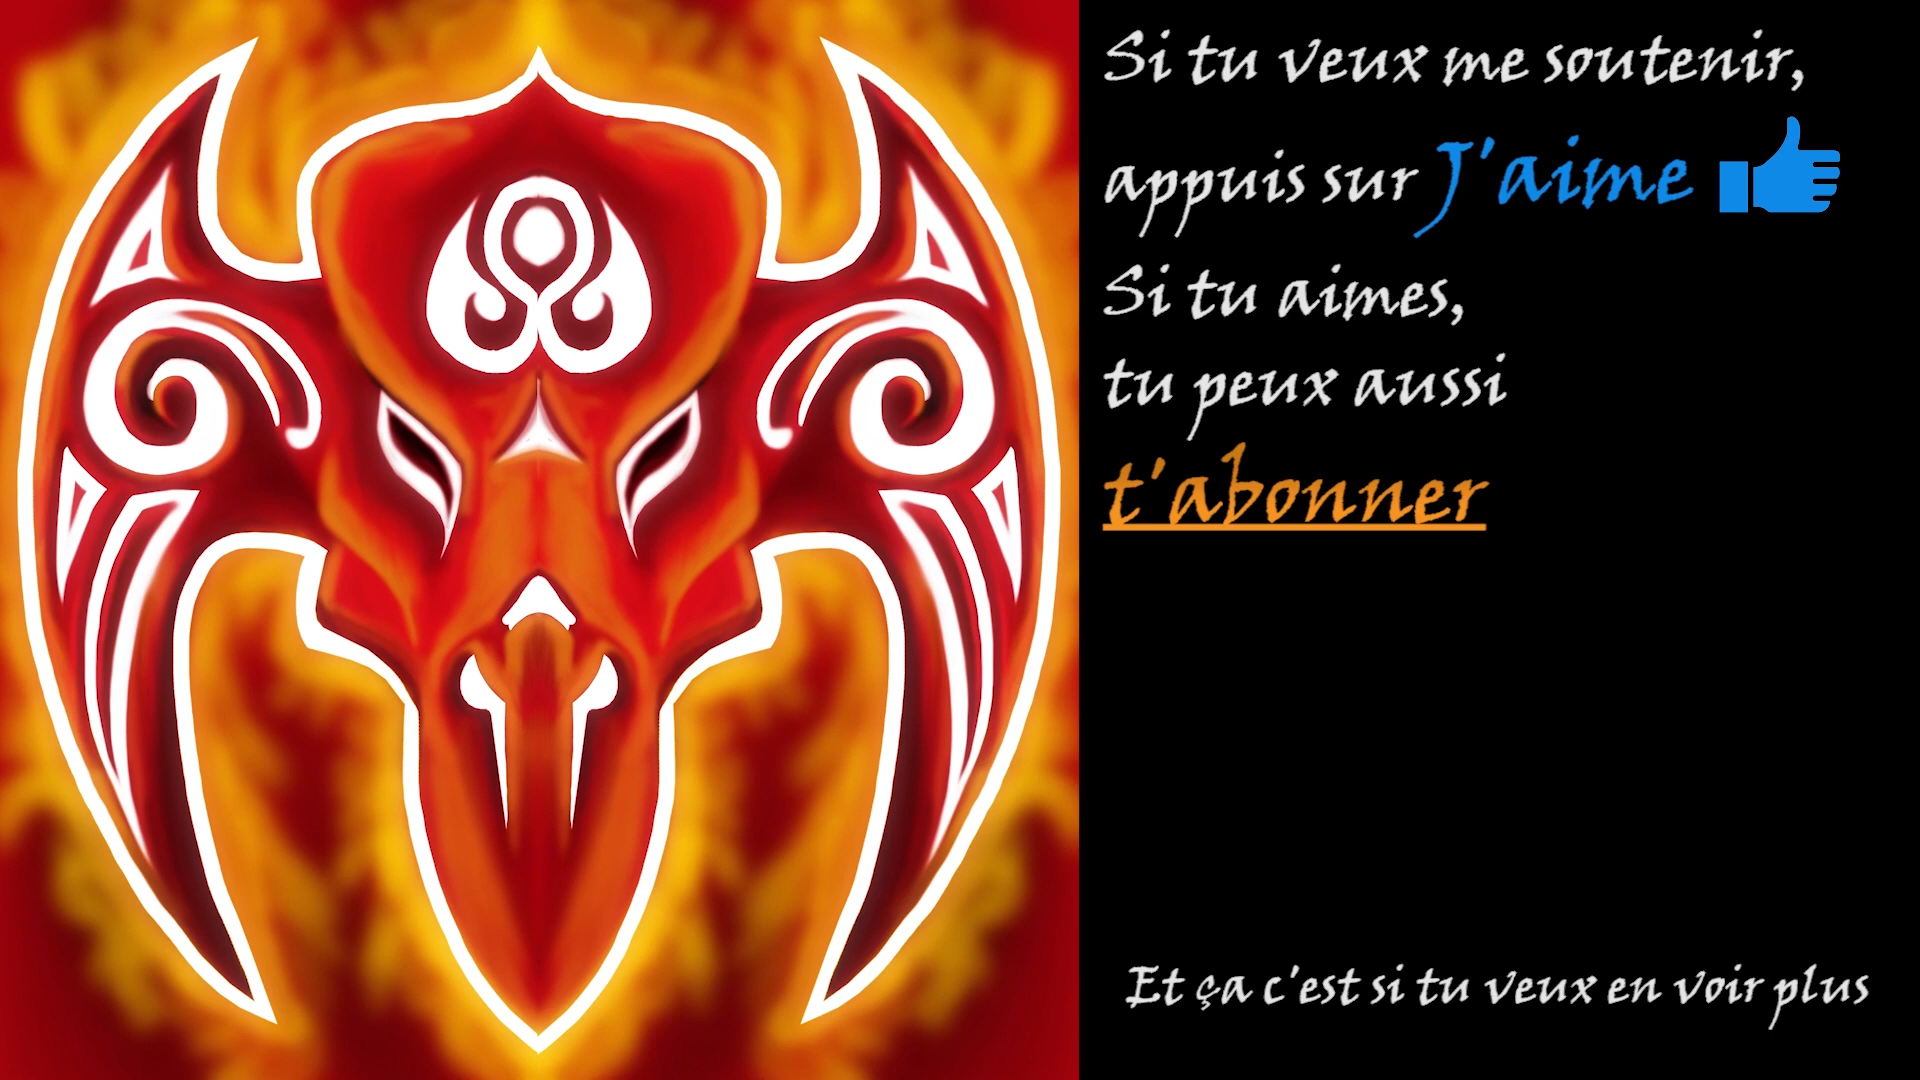 Si tu veux me soutenir,
appuis sur J'aime
Si tu aimes,
tu peux aussi
t'abonner
Et ça c'est si tu veux en voir plus